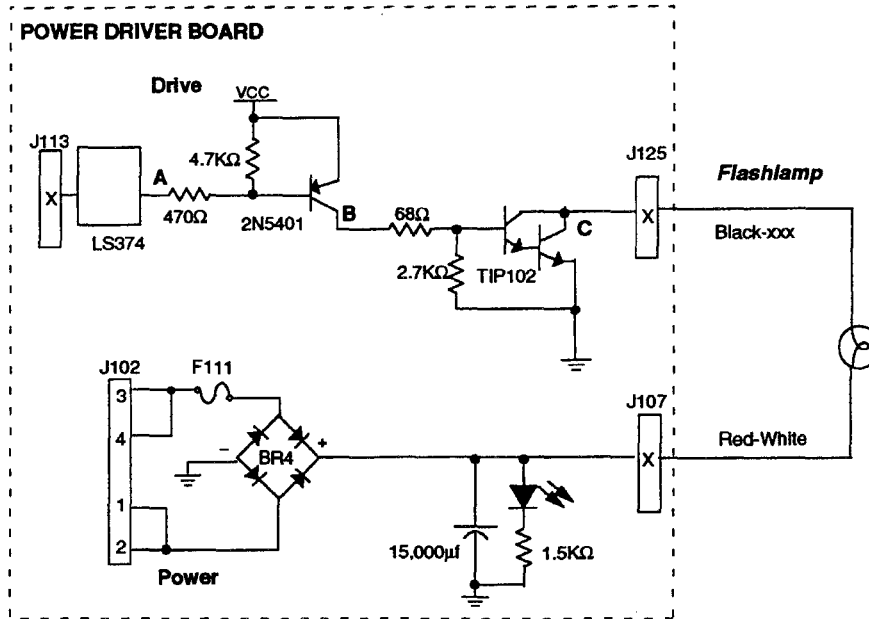 POWER DRIVER BOARD
Drive
VCC
J113
4.7KΩ
A
X
470Ω
2N5401
B
LS374
68Ω
2.7KΩ
TIP102
C
J125
X
Flashlamp
Black-xxx
J102
F111
3
4
1
2
BR4
–
+
Power
15,000μf
1.5KΩ
J107
X
Red-White